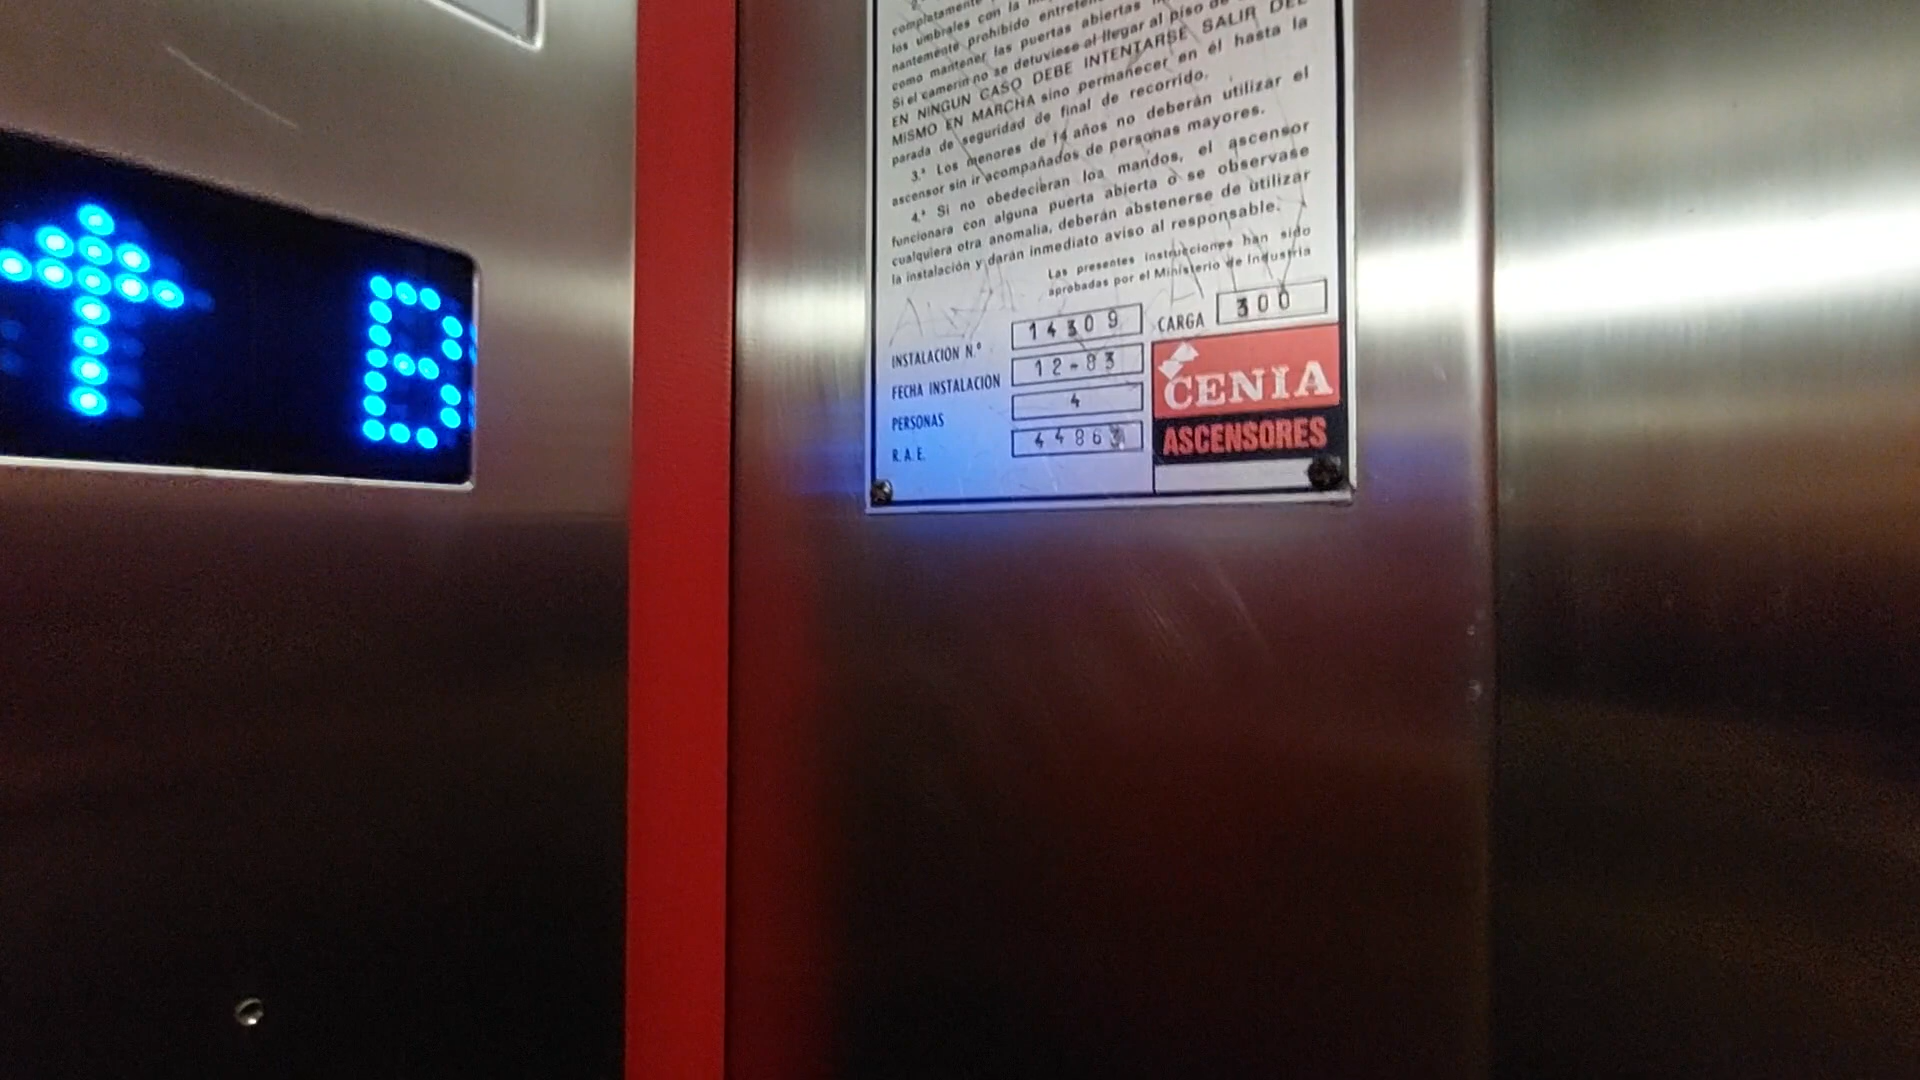 B
completamente
los umbrales con la
nantemente prohibido
como mantener las puertas abiertas
Si el camerin no se detuviese al llegar al piso de
EN NINGUN CASO DEBE INTENTARSE SALIR DEL
MISMO EN MARCHA sino permanecer en él hasta la
parada de seguridad de final de recorrido.
3.ª Los menores de 14 años no deberán utilizar el
ascensor sin ir acompañados de personas mayores.
4.ª Si no obedecieran loa mandos, el ascensor
funcionara con alguna puerta abierta o se observase
cualquiera otra anomalia, deberán abstenerse de utilizar
la instalación y darán inmediato aviso al responsable.
Las presentes instrucciones han sido
aprobadas por el Ministerio de Industria
INSTALACION N.º 14309 CARGA 300
FECHA INSTALACION 12-83
PERSONAS 4
R.A.E. 44863
CENIA
ASCENSORES